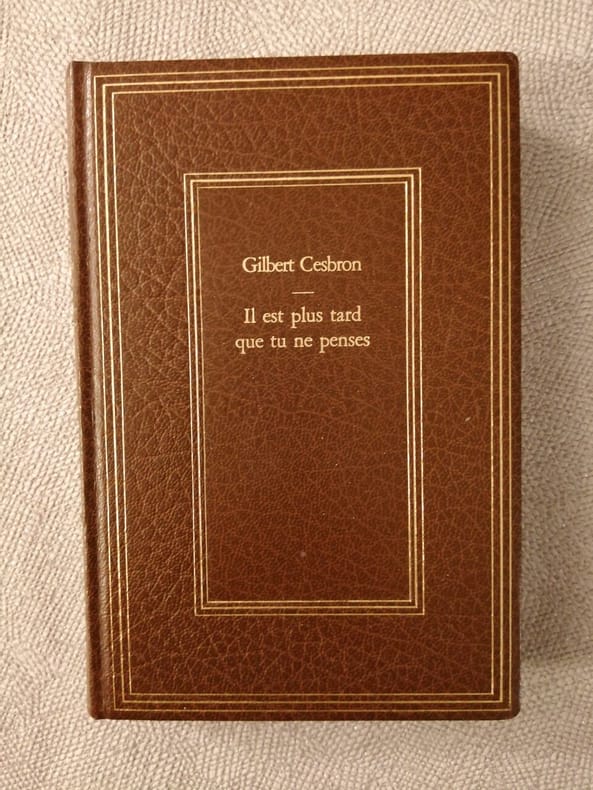 Gilbert Cesbron
Il est plus tard
que tu ne penses